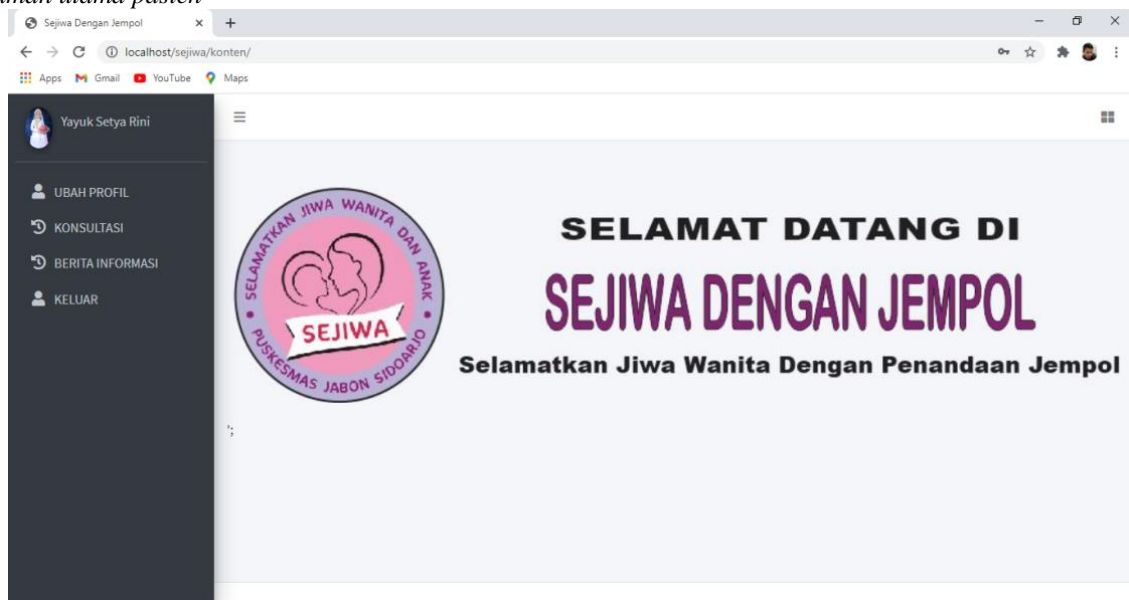 utama pasien
Sejiwa Dengan Jempol
localhost/sejiwa/konten/
Apps Gmail YouTube Maps
Yayuk Setya Rini
UBAH PROFIL
KONSULTASI
BERITA INFORMASI
KELUAR
SELAMATKAN JIWA WANITA DAN ANAK
SEJIWA
PUSKESMAS JABON SIDOARJO
SELAMAT DATANG DI
SEJIWA DENGAN JEMPOL
Selamatkan Jiwa Wanita Dengan Penandaan Jempol
';